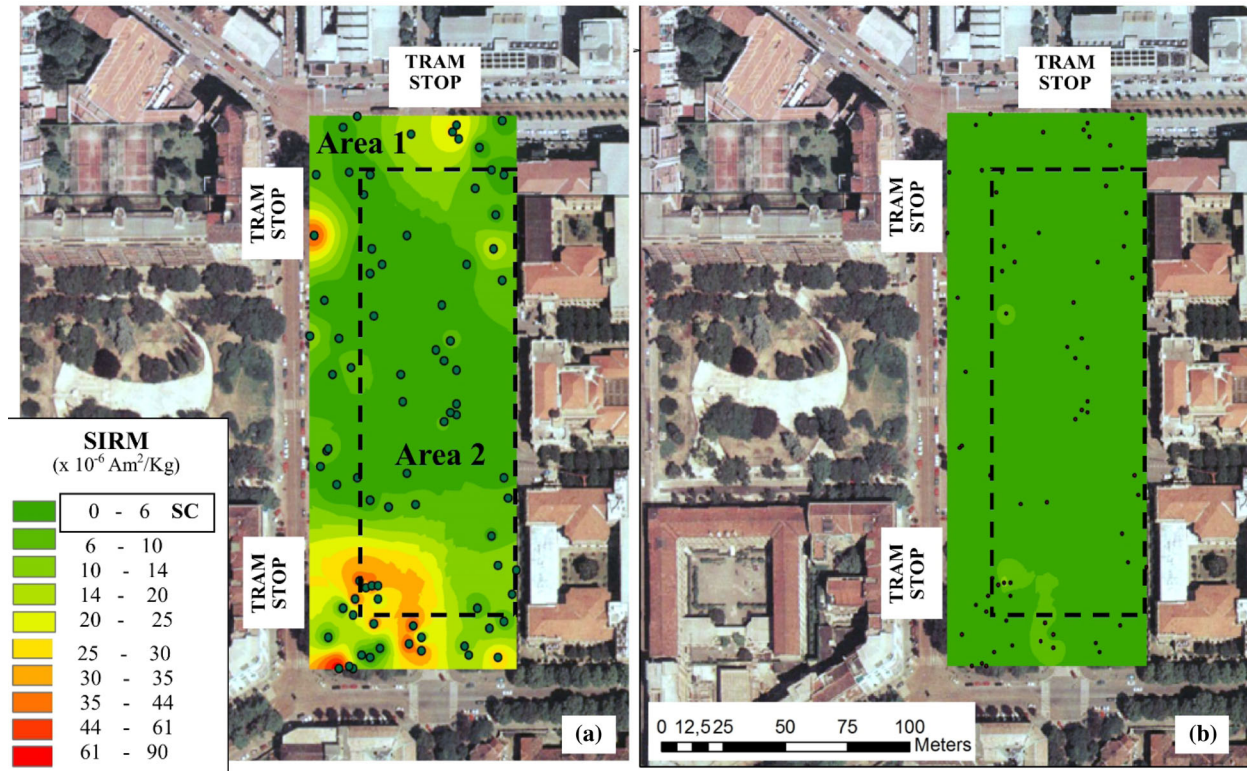 TRAM
STOP
Area 1
TRAM
STOP
Area 2
TRAM
STOP
SIRM
(x 10-6 Am2/Kg)
0 - 6 SC
6 - 10
10 - 14
14 - 20
20 - 25
25 - 30
30 - 35
35 - 44
44 - 61
61 - 90
(a)
TRAM
STOP
TRAM
STOP
TRAM
STOP
0 12,525 50 75 100
Meters
(b)